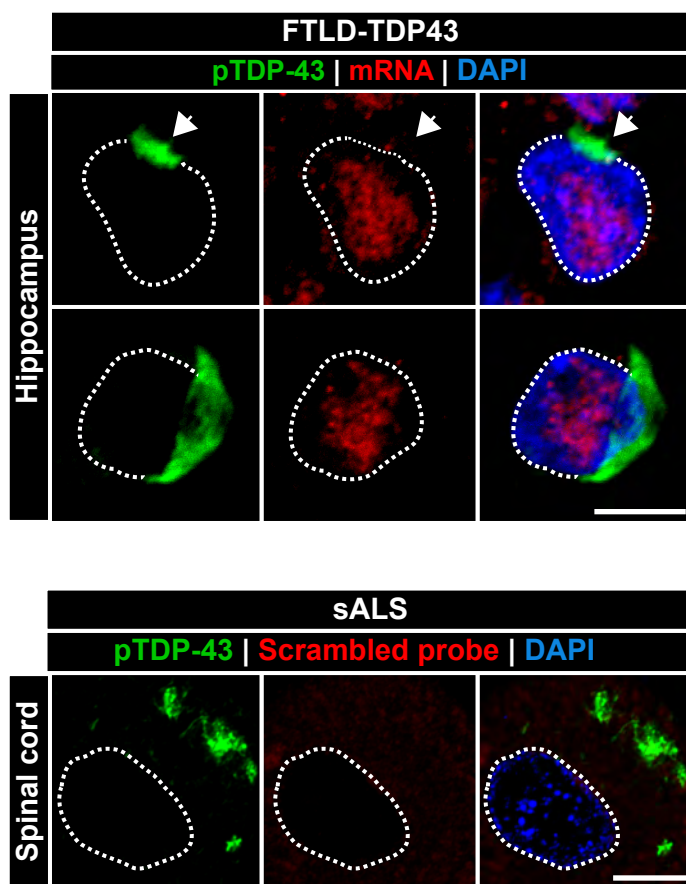 FTLD-TDP43
pTDP-43 | mRNA | DAPI
Hippocampus
sALS
pTDP-43 | Scrambled probe | DAPI
Spinal cord